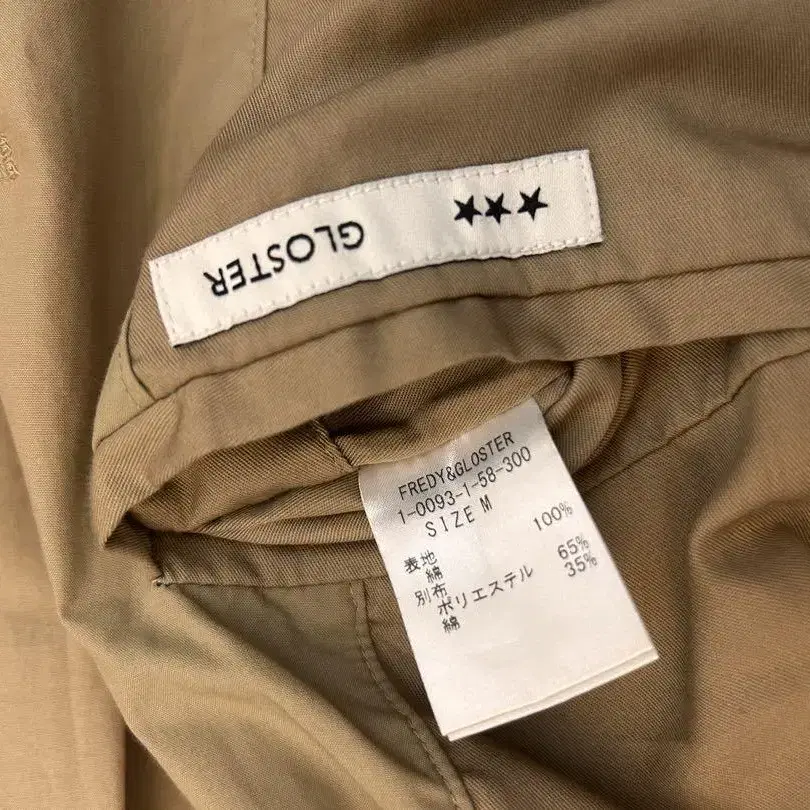 ★★★ GLOSTER
FREDY&GLOSTER
1-0093-1-58-300
SIZE M
表地
綿 100%
別布
ポリエステル 65%
綿 35%